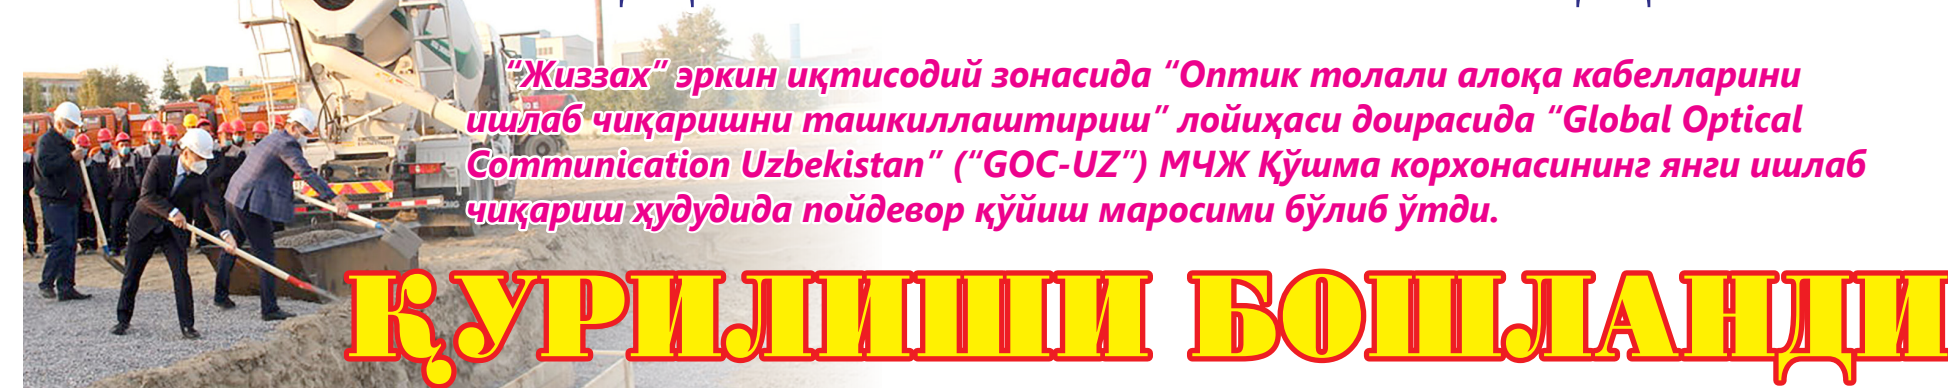 “Жиззах” эркин иқтисодий зонасида “Оптик толали алоқа кабелларини
ишлаб чиқаришни ташкиллаштириш” лойиҳаси доирасида “Global Optical
Communication Uzbekistan” (“GOC-UZ”) МЧЖ Қўшма корхонасининг янги ишлаб
чиқариш ҳудудида пойдевор қўйиш маросими бўлиб ўтди.
ҚУРИЛИШИ БОШЛАНДИ